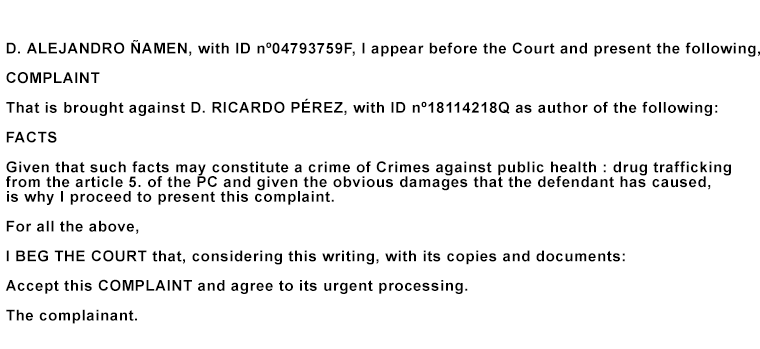 D. ALEJANDRO ÑAMEN, with ID nº04793759F, I appear before the Court and present the following,
COMPLAINT
That is brought against D. RICARDO PÉREZ, with ID nº18114218Q as author of the following:
FACTS
Given that such facts may constitute a crime of Crimes against public health : drug trafficking
from the article 5. of the PC and given the obvious damages that the defendant has caused,
is why I proceed to present this complaint.
For all the above,
I BEG THE COURT that, considering this writing, with its copies and documents:
Accept this COMPLAINT and agree to its urgent processing.
The complainant.